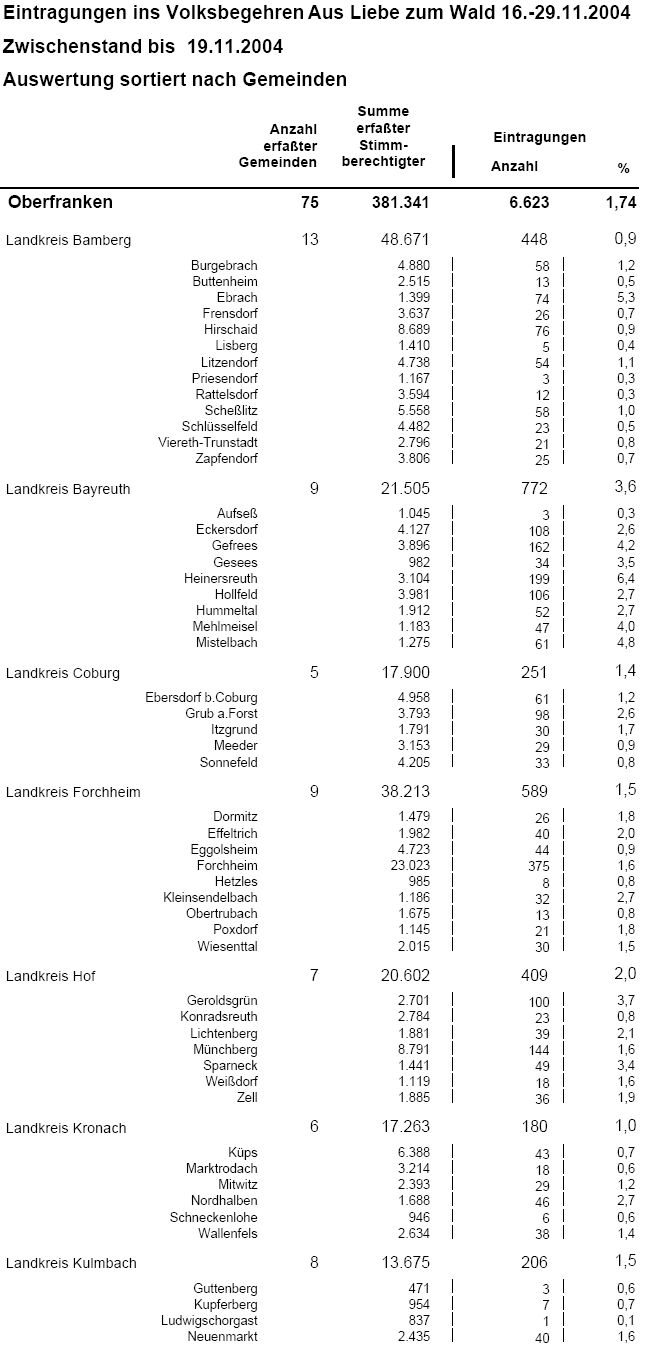 Eintragungen ins Volksbegehren Aus Liebe zum Wald 16.-29.11.2004
Zwischenstand bis 19.11.2004
Auswertung sortiert nach Gemeinden
Anzahl erfaßter Gemeinden
Summe erfaßter Stimm-berechtigter
Eintragungen
Anzahl %
Oberfranken 75 381.341 6.623 1,74
Landkreis Bamberg 13 48.671 448 0,9
Burgebrach 4.880 58 1,2
Buttenheim 2.515 13 0,5
Ebrach 1.399 74 5,3
Frensdorf 3.637 26 0,7
Hirschaid 8.689 76 0,9
Lisberg 1.410 5 0,4
Litzendorf 4.738 54 1,1
Priesendorf 1.167 3 0,3
Rattelsdorf 3.594 12 0,3
Scheßlitz 5.558 58 1,0
Schlüsselfeld 4.482 23 0,5
Viereth-Trunstadt 2.796 21 0,8
Zapfendorf 3.806 25 0,7
Landkreis Bayreuth 9 21.505 772 3,6
Aufseß 1.045 3 0,3
Eckersdorf 4.127 108 2,6
Gefrees 3.896 162 4,2
Gesees 982 34 3,5
Heinersreuth 3.104 199 6,4
Hollfeld 3.981 106 2,7
Hummeltal 1.912 52 2,7
Mehlmeisel 1.183 47 4,0
Mistelbach 1.275 61 4,8
Landkreis Coburg 5 17.900 251 1,4
Ebersdorf b.Coburg 4.958 61 1,2
Grub a.Forst 3.793 98 2,6
Itzgrund 1.791 30 1,7
Meeder 3.153 29 0,9
Sonnefeld 4.205 33 0,8
Landkreis Forchheim 9 38.213 589 1,5
Dormitz 1.479 26 1,8
Effeltrich 1.982 40 2,0
Eggolsheim 4.723 44 0,9
Forchheim 23.023 375 1,6
Hetzles 985 8 0,8
Kleinsendelbach 1.186 32 2,7
Obertrubach 1.675 13 0,8
Poxdorf 1.145 21 1,8
Wiesenttal 2.015 30 1,5
Landkreis Hof 7 20.602 409 2,0
Geroldsgrün 2.701 100 3,7
Konradsreuth 2.784 23 0,8
Lichtenberg 1.881 39 2,1
Münchberg 8.791 144 1,6
Sparneck 1.441 49 3,4
Weißdorf 1.119 18 1,6
Zell 1.885 36 1,9
Landkreis Kronach 6 17.263 180 1,0
Küps 6.388 43 0,7
Marktrodach 3.214 18 0,6
Mitwitz 2.393 29 1,2
Nordhalben 1.688 46 2,7
Schneckenlohe 946 6 0,6
Wallenfels 2.634 38 1,4
Landkreis Kulmbach 8 13.675 206 1,5
Guttenberg 471 3 0,6
Kupferberg 954 7 0,7
Ludwigschorgast 837 1 0,1
Neuenmarkt 2.435 40 1,6